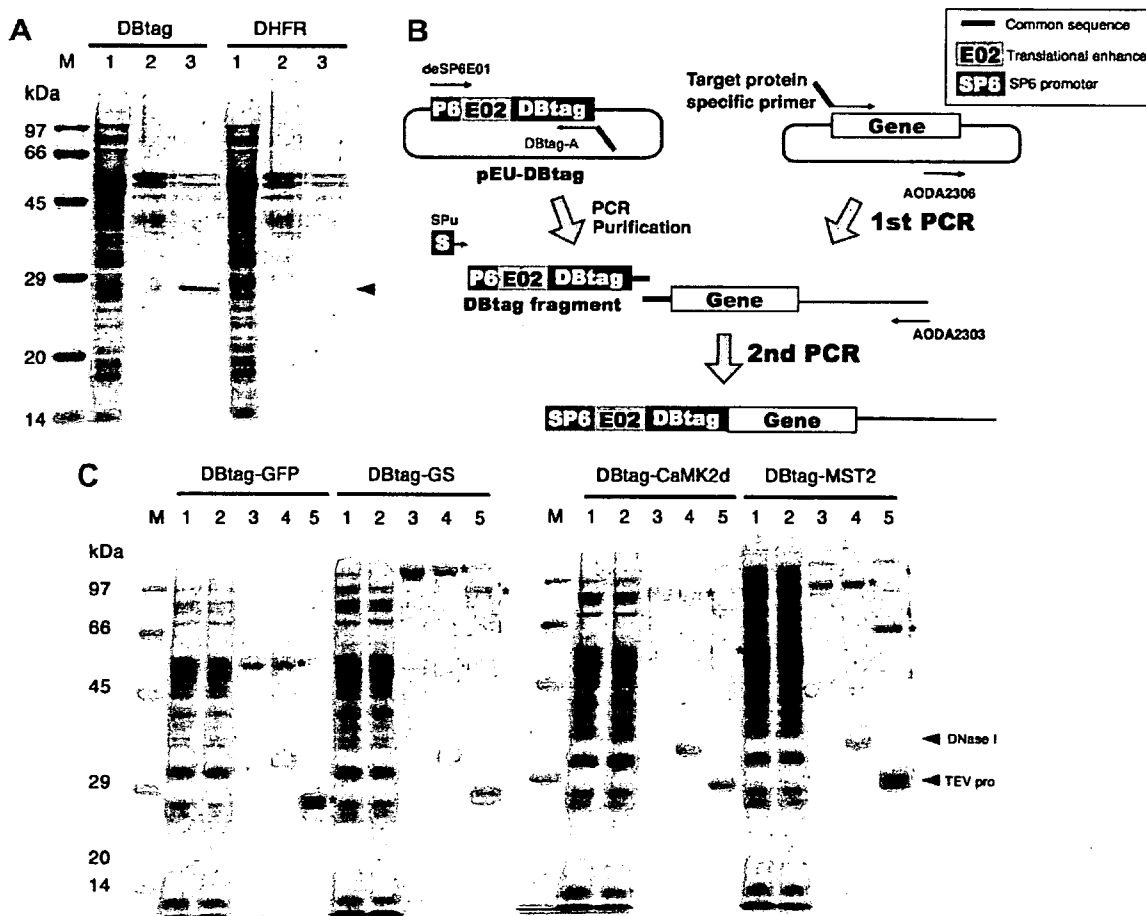 A
DBtag DHFR
M 1 2 3 1 2 3
kDa
97
66
45
29
20
14
B
Common sequence
E02 Translational enhance
SP6 SP6 promoter
deSP6E01
P6 E02 DBtag
DBtag-A
pEU-DBtag
Target protein
specific primer
Gene
AODA2306
PCR
Purification
1st PCR
SPu
S
P6 E02 DBtag
DBtag fragment
Gene
AODA2303
2nd PCR
SP6 E02 DBtag Gene
C
DBtag-GFP DBtag-GS DBtag-CaMK2d DBtag-MST2
M 1 2 3 4 5 1 2 3 4 5 M 1 2 3 4 5 1 2 3 4 5
kDa
97
66
45
29
20
14
* * * * * * * *
DNase I
TEV pro